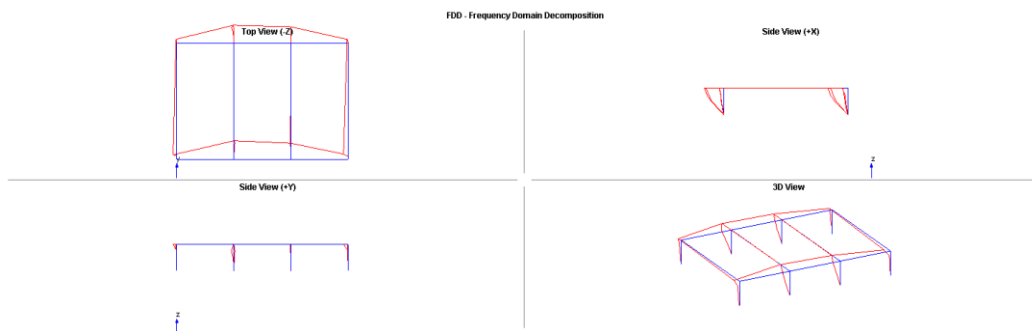 FDD - Frequency Domain Decomposition
Top View (-Z)
Side View (+X)
Z
Side View (+Y)
3D View
Z